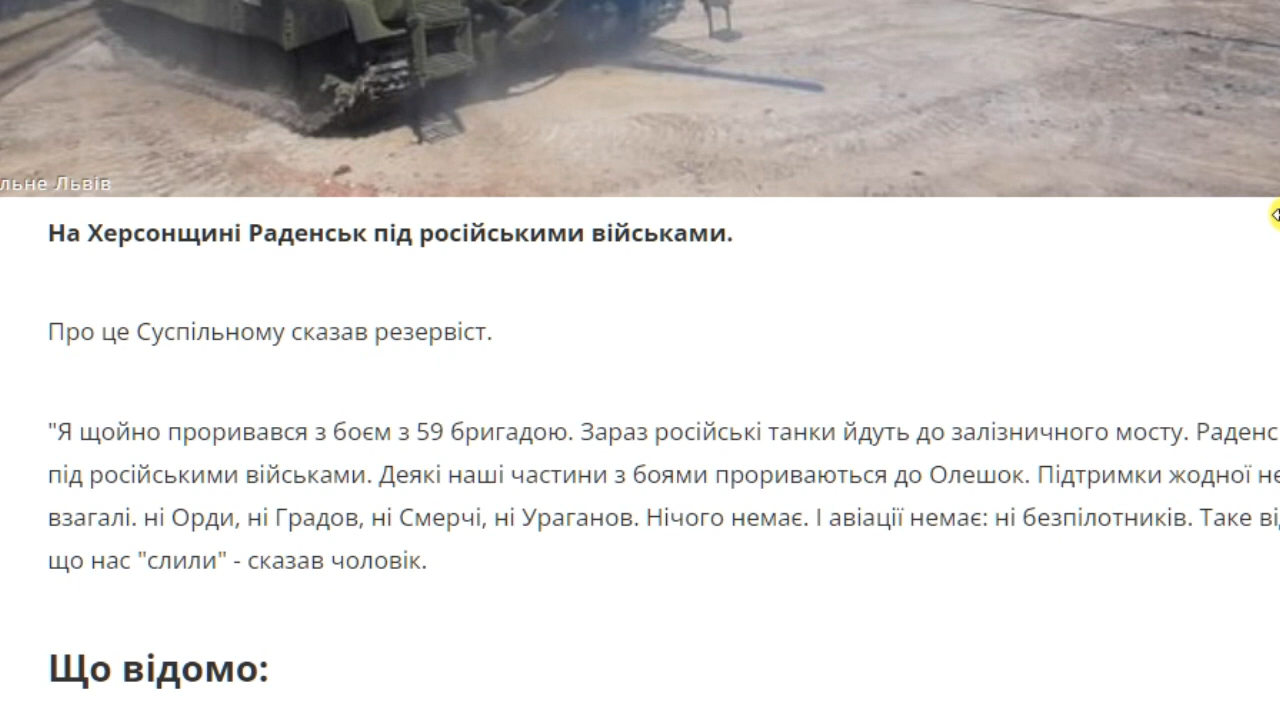 льне Львів
На Херсонщині Раденськ під російськими військами.
Про це Суспільному сказав резервіст.
"Я щойно проривався з боєм з 59 бригадою. Зараз російські танки йдуть до залізничного мосту. Раденс
під російськими військами. Деякі наші частини з боями прориваються до Олешок. Підтримки жодної не
взагалі. ні Орди, ні Градов, ні Смерчі, ні Ураганов. Нічого немає. І авіації немає: ні безпілотників. Таке ві
що нас "слили" - сказав чоловік.
Що відомо: